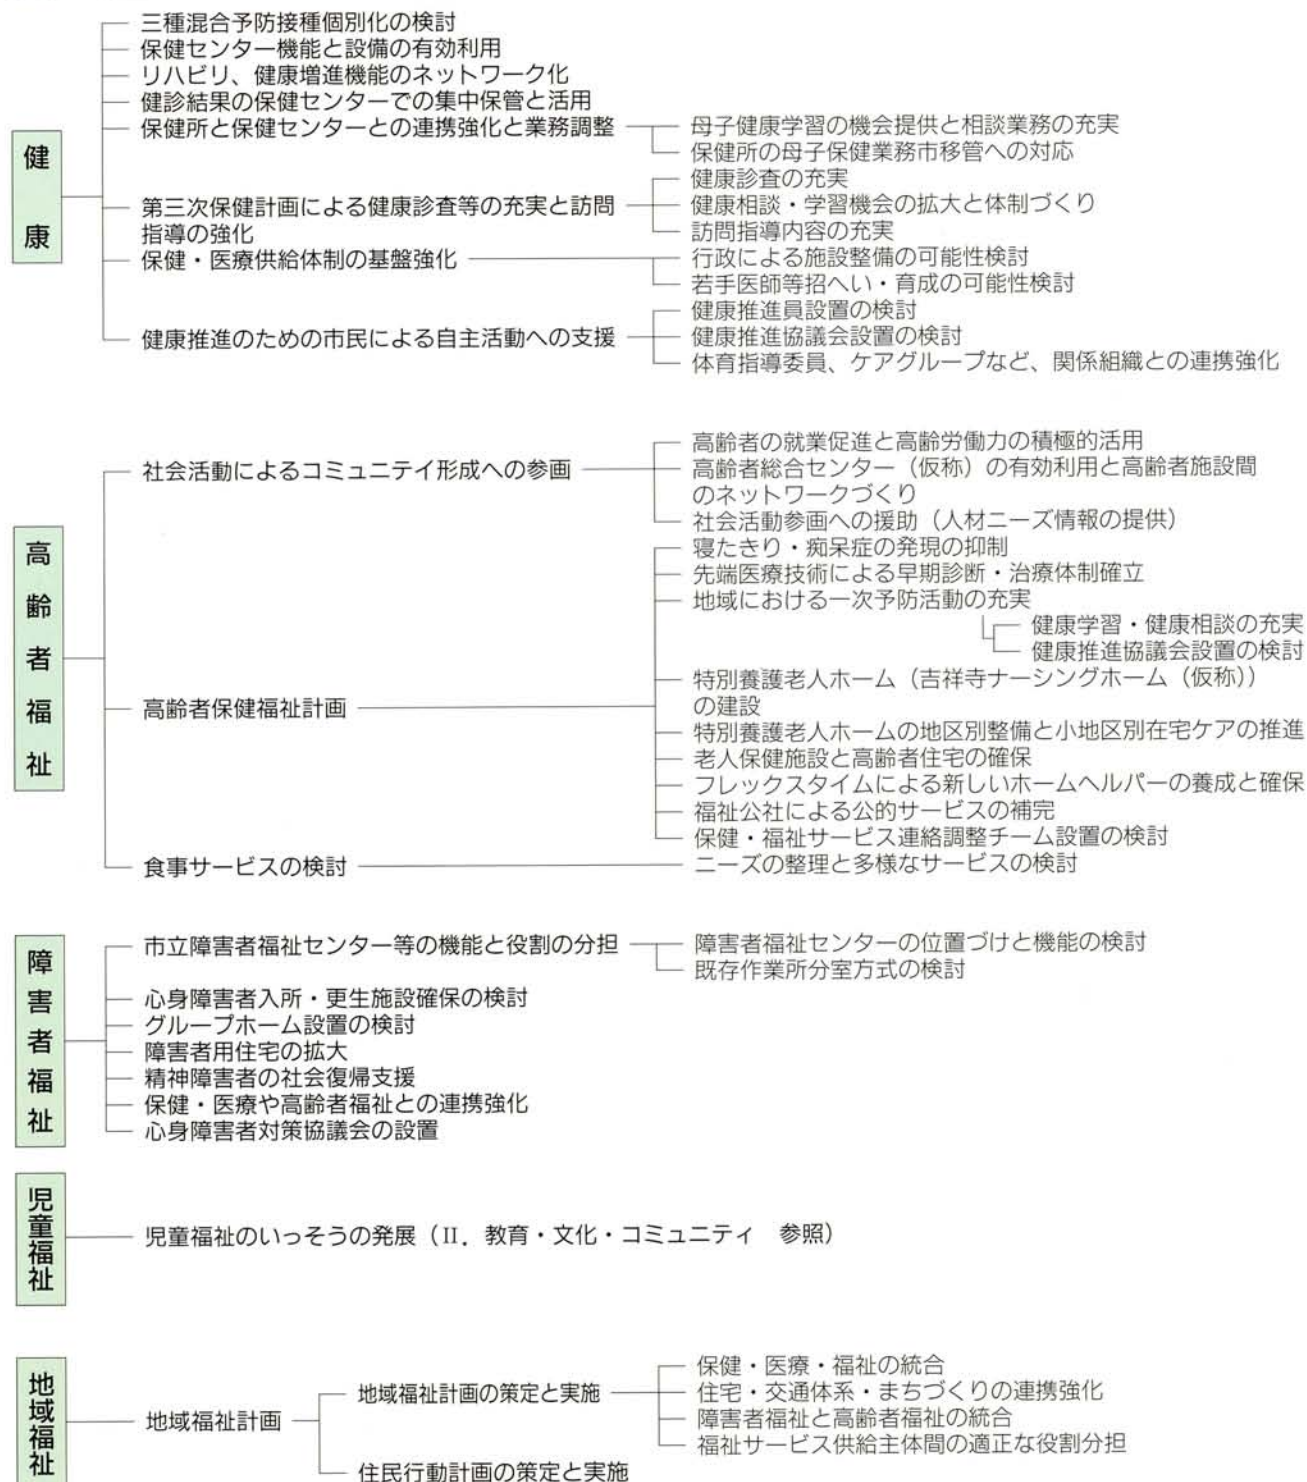 健康
三種混合予防接種個別化の検討
保健センター機能と設備の有効利用
リハビリ、健康増進機能のネットワーク化
健診結果の保健センターでの集中保管と活用
保健所と保健センターとの連携強化と業務調整
母子健康学習の機会提供と相談業務の充実
保健所の母子保健業務市移管への対応
第三次保健計画による健康診査等の充実と訪問
指導の強化
健康診査の充実
健康相談・学習機会の拡大と体制づくり
訪問指導内容の充実
保健・医療供給体制の基盤強化
行政による施設整備の可能性検討
若手医師等招へい・育成の可能性検討
健康推進のための市民による自主活動への支援
健康推進員設置の検討
健康推進協議会設置の検討
体育指導委員、ケアグループなど、関係組織との連携強化
高齢者福祉
社会活動によるコミュニテイ形成への参画
高齢者の就業促進と高齢労働力の積極的活用
高齢者総合センター（仮称）の有効利用と高齢者施設間
のネットワークづくり
社会活動参画への援助（人材ニーズ情報の提供）
高齢者保健福祉計画
寝たきり・痴呆症の発現の抑制
先端医療技術による早期診断・治療体制確立
地域における一次予防活動の充実
健康学習・健康相談の充実
健康推進協議会設置の検討
特別養護老人ホーム（吉祥寺ナーシングホーム（仮称））
の建設
特別養護老人ホームの地区別整備と小地区別在宅ケアの推進
老人保健施設と高齢者住宅の確保
フレックスタイムによる新しいホームヘルパーの養成と確保
福祉公社による公的サービスの補完
保健・福祉サービス連絡調整チーム設置の検討
食事サービスの検討
ニーズの整理と多様なサービスの検討
障害者福祉
市立障害者福祉センター等の機能と役割の分担
障害者福祉センターの位置づけと機能の検討
既存作業所分室方式の検討
心身障害者入所・更生施設確保の検討
グループホーム設置の検討
障害者用住宅の拡大
精神障害者の社会復帰支援
保健・医療や高齢者福祉との連携強化
心身障害者対策協議会の設置
児童福祉
児童福祉のいっそうの発展（Ⅱ．教育・文化・コミュニティ　参照）
地域福祉
地域福祉計画
地域福祉計画の策定と実施
保健・医療・福祉の統合
住宅・交通体系・まちづくりの連携強化
障害者福祉と高齢者福祉の統合
福祉サービス供給主体間の適正な役割分担
住民行動計画の策定と実施